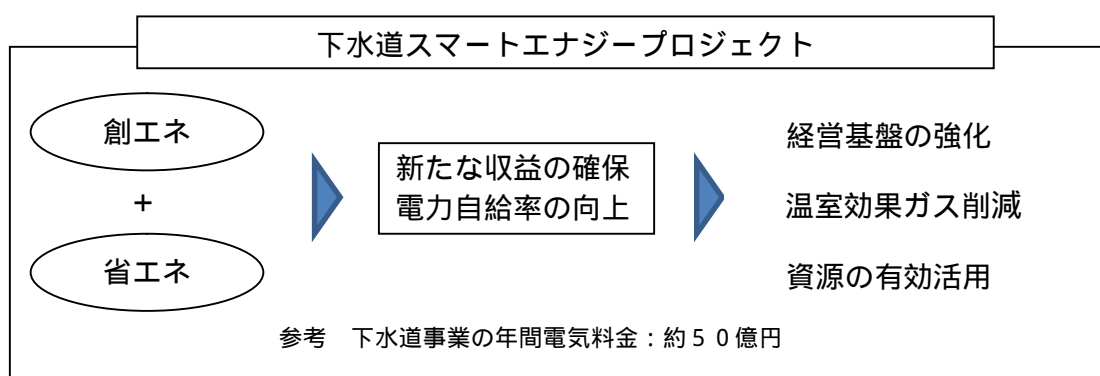 下水道スマートエナジープロジェクト
創エネ
+
省エネ
新たな収益の確保
電力自給率の向上
経営基盤の強化
温室効果ガス削減
資源の有効活用
参考　下水道事業の年間電気料金：約５０億円